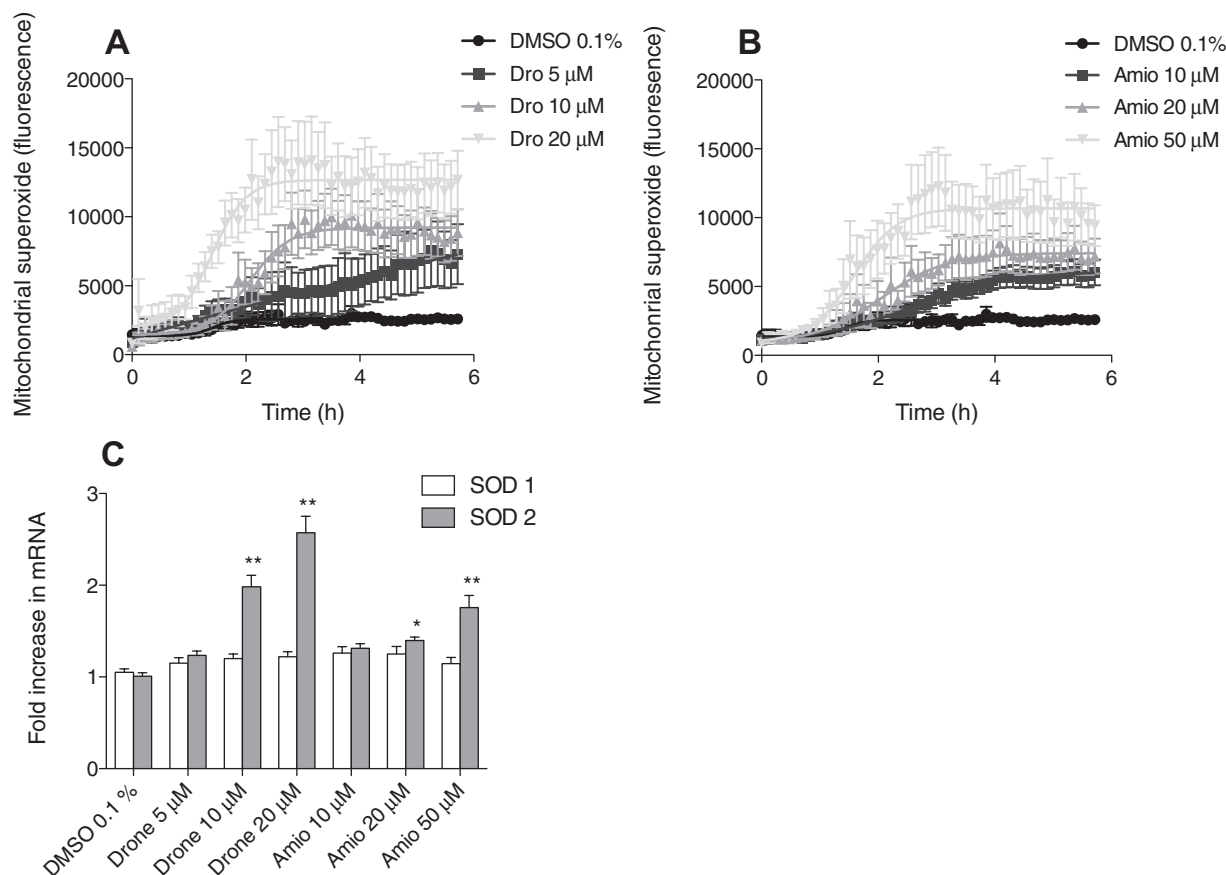 A
Mitochondrial superoxide (fluorescence)
20000
15000
10000
5000
0
0 2 4 6
Time (h)
DMSO 0.1%
Dro 5 μM
Dro 10 μM
Dro 20 μM
B
Mitochonrial superoxide (fluorescence)
20000
15000
10000
5000
0
0 2 4 6
Time (h)
DMSO 0.1%
Amio 10 μM
Amio 20 μM
Amio 50 μM
C
Fold increase in mRNA
3
2
1
0
SOD 1
SOD 2
**
**
*
**
DMSO 0.1 %
Drone 5 μM
Drone 10 μM
Drone 20 μM
Amio 10 μM
Amio 20 μM
Amio 50 μM